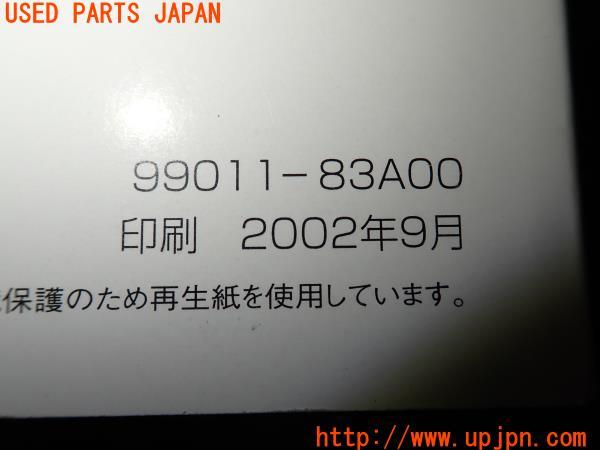 USED PARTS JAPAN
99011-83A00
印刷　2002年9月
保護のため再生紙を使用しています。
http://www.upjpn.com/